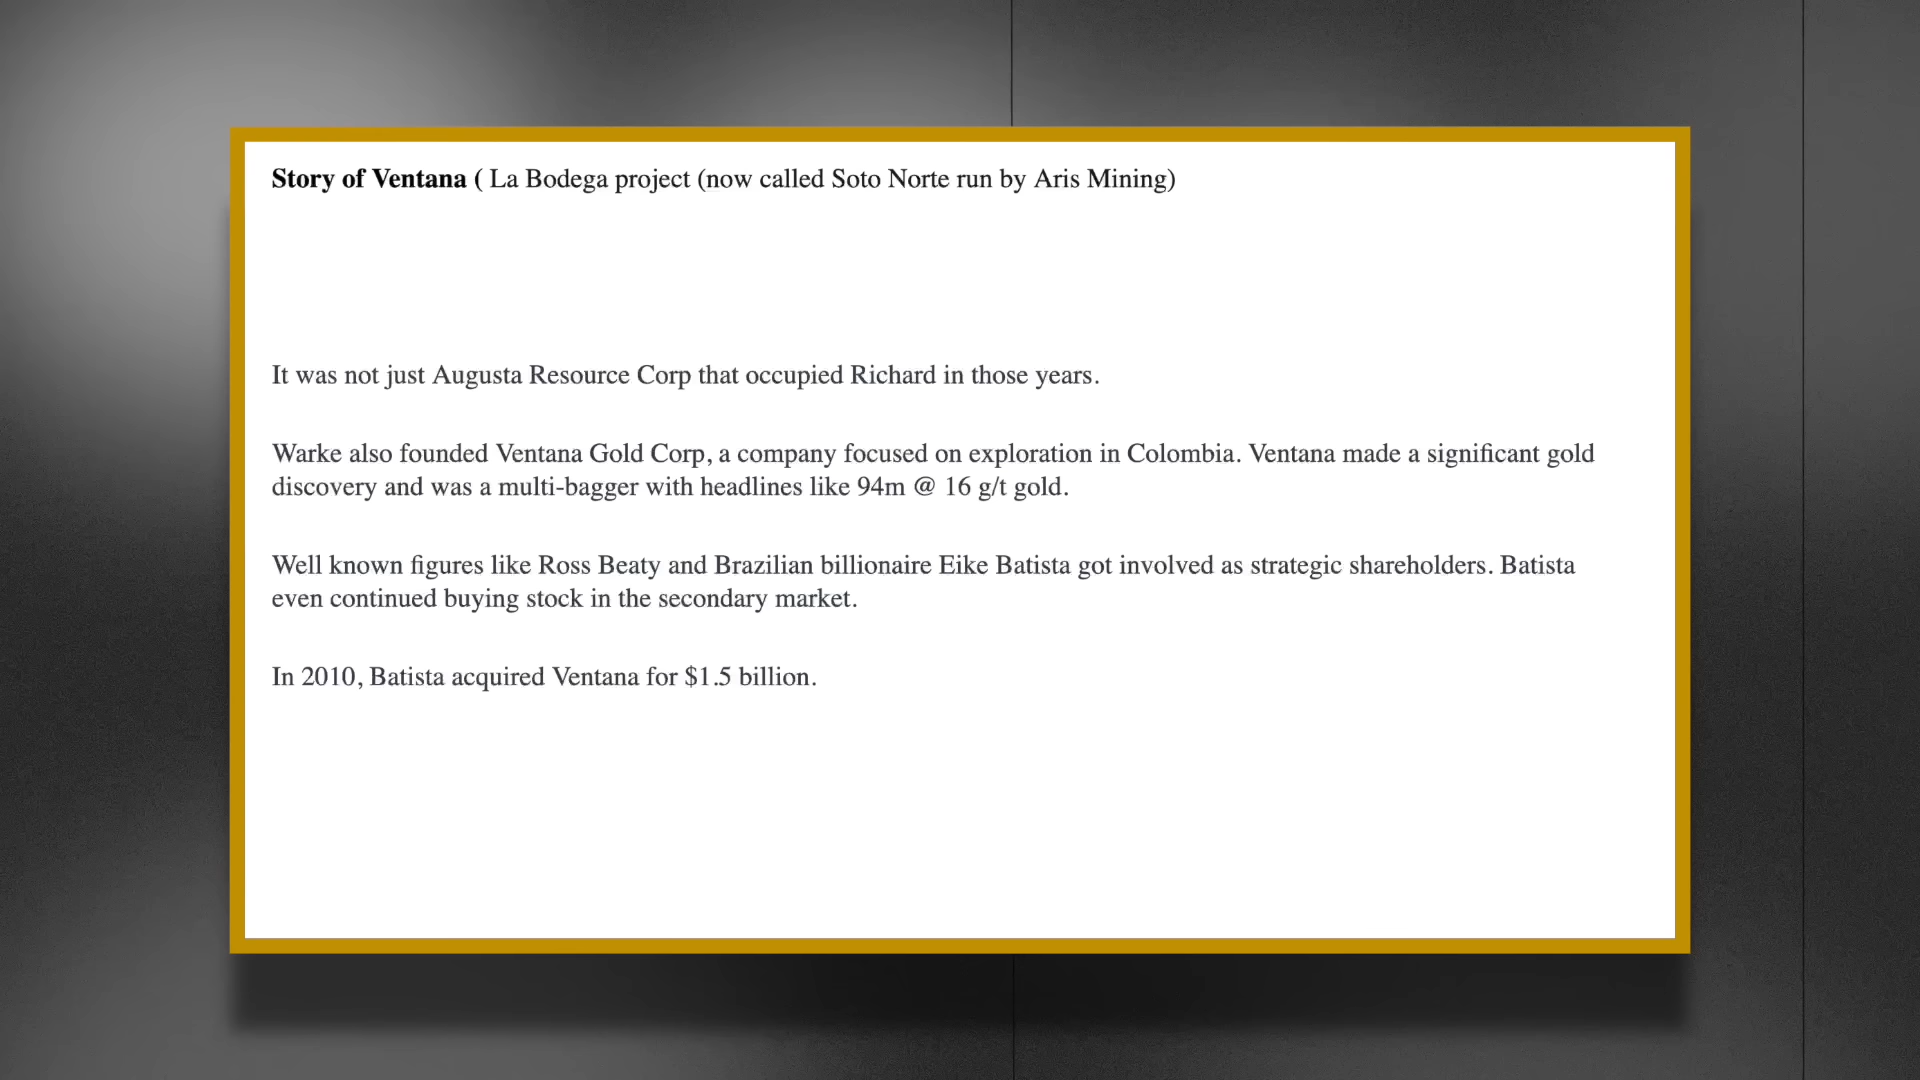 Story of Ventana ( La Bodega project (now called Soto Norte run by Aris Mining)
It was not just Augusta Resource Corp that occupied Richard in those years.
Warke also founded Ventana Gold Corp, a company focused on exploration in Colombia. Ventana made a significant gold
discovery and was a multi-bagger with headlines like 94m @ 16 g/t gold.
Well known figures like Ross Beaty and Brazilian billionaire Eike Batista got involved as strategic shareholders. Batista
even continued buying stock in the secondary market.
In 2010, Batista acquired Ventana for $1.5 billion.